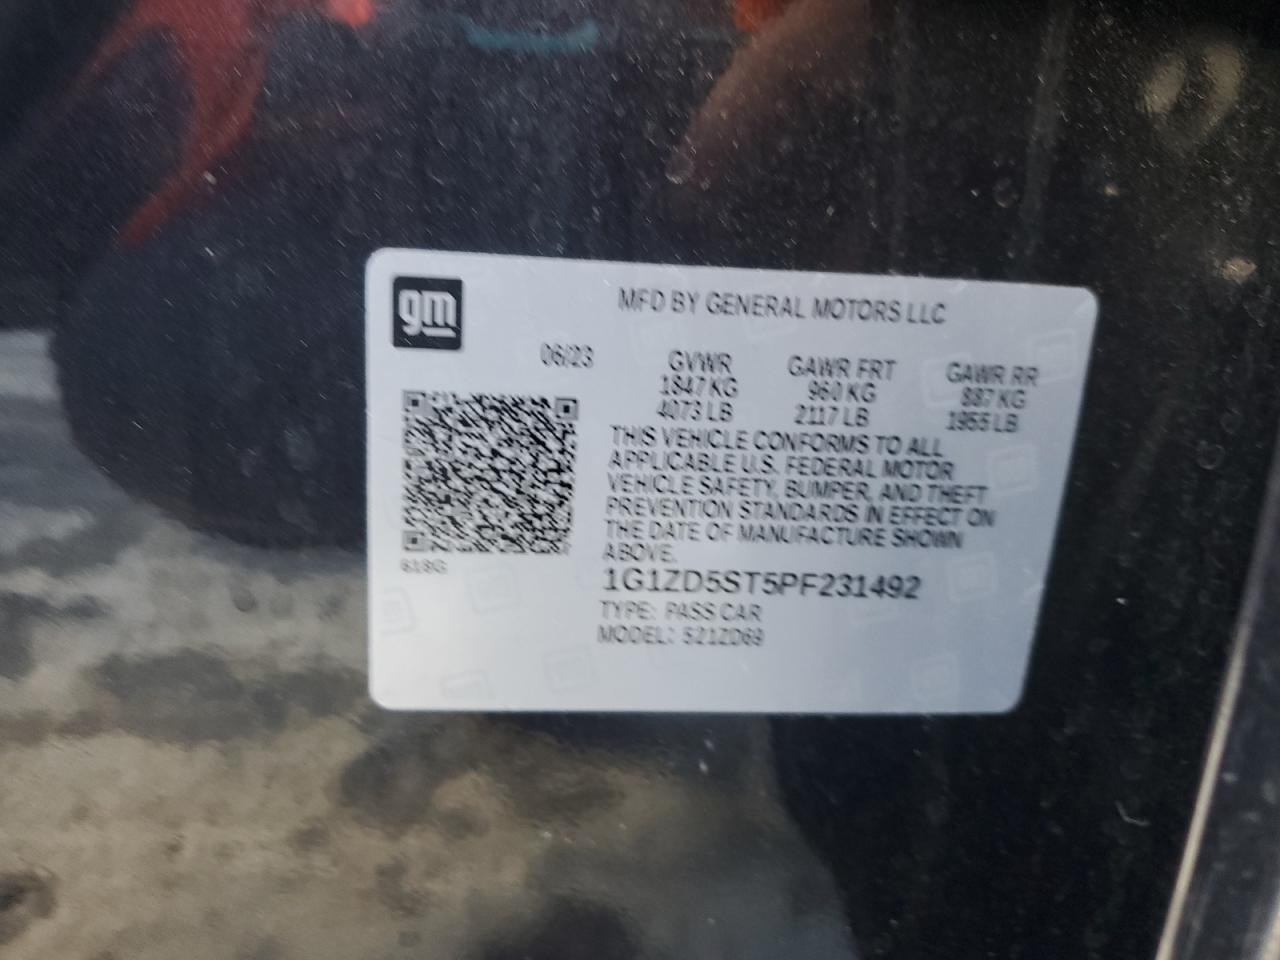 gm
MFD BY GENERAL MOTORS LLC
06/23 GVWR GAWR FRT GAWR RR
1847 KG 960 KG 887 KG
4073 LB 2117 LB 1955 LB
THIS VEHICLE CONFORMS TO ALL
APPLICABLE U.S. FEDERAL MOTOR
VEHICLE SAFETY, BUMPER, AND THEFT
PREVENTION STANDARDS IN EFFECT ON
THE DATE OF MANUFACTURE SHOWN
ABOVE.
1G1ZD5ST5PF231492
TYPE: PASS CAR
MODEL: 5212D69